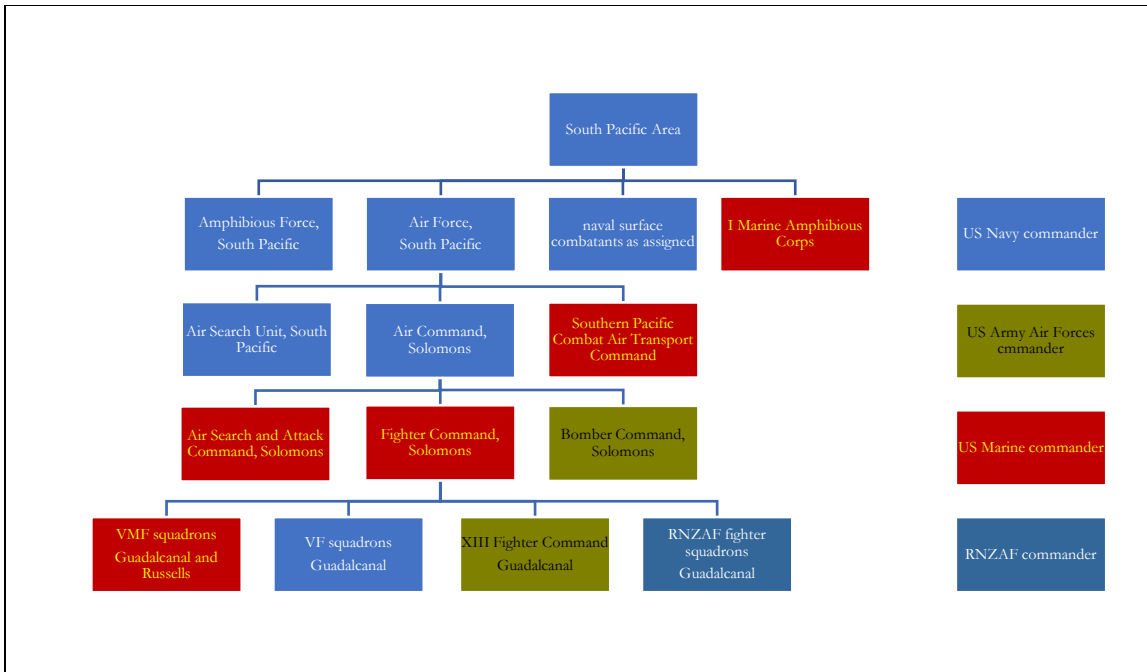 South Pacific Area
Amphibious Force,
South Pacific
Air Force,
South Pacific
naval surface
combatants as assigned
I Marine Amphibious
Corps
US Navy commander
Air Search Unit, South
Pacific
Air Command,
Solomons
Southern Pacific
Combat Air Transport
Command
US Army Air Forces
cmmander
Air Search and Attack
Command, Solomons
Fighter Command,
Solomons
Bomber Command,
Solomons
US Marine commander
VMF squadrons
Guadalcanal and
Russells
VF squadrons
Guadalcanal
XIII Fighter Command
Guadalcanal
RNZAF fighter
squadrons
Guadalcanal
RNZAF commander